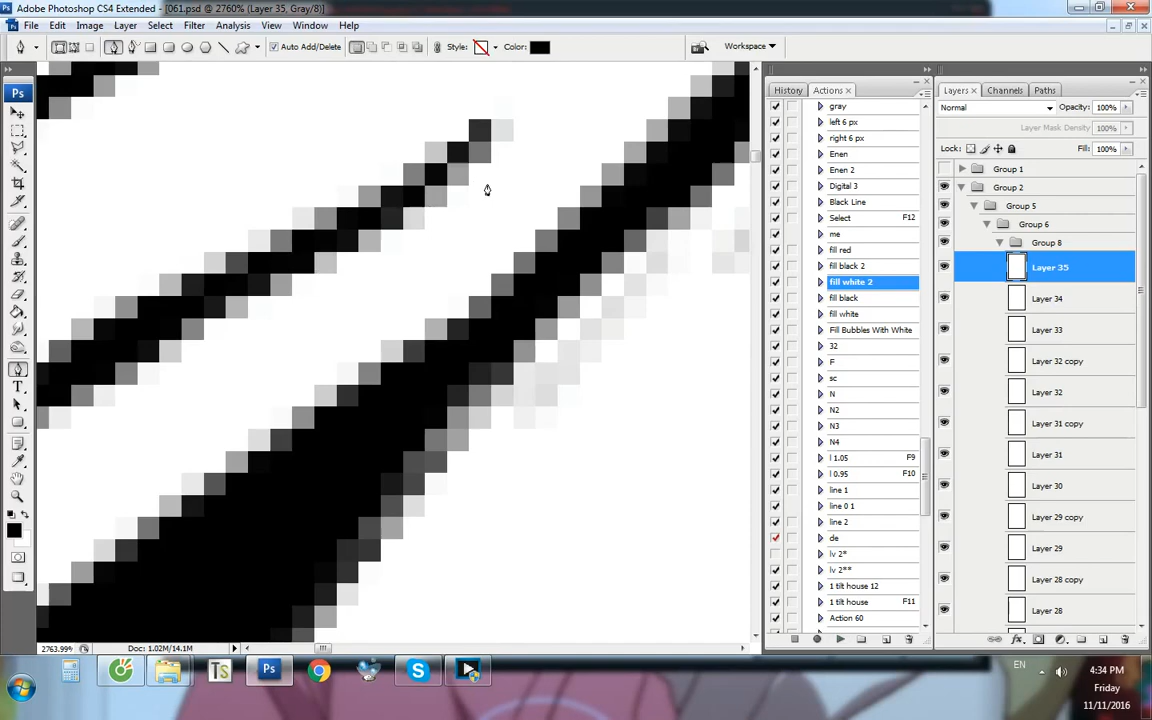 Adobe Photoshop CS4 Extended - [061.psd @ 2760% (Layer 35, Gray/8)]
File Edit Image Layer Select Filter Analysis View Window Help
Auto Add/Delete Style: Color: Workspace
History Actions Layers Channels Paths
Normal Opacity: 100%
Layer Mask Density: 100%
Lock: Fill: 100%
gray
left 6 px
right 6 px
Enen
Enen 2
Digital 3
Black Line
Select F12
me
fill red
fill black 2
fill white 2
fill black
fill white
Fill Bubbles With White
32
F
sc
N
N2
N3
N4
l 1.05 F9
l 0.95 F10
line 1
line 0 1
line 2
de
lv 2*
lv 2**
1 tilt house 12
1 tilt house F11
Action 60
Group 1
Group 2
Group 5
Group 6
Group 8
Layer 35
Layer 34
Layer 33
Layer 32 copy
Layer 32
Layer 31 copy
Layer 31
Layer 30
Layer 29 copy
Layer 29
Layer 28 copy
Layer 28
Ps
T
fx
2763.99% Doc: 1.02M/14.1M
TS Ps S
EN
4:34 PM
Friday
11/11/2016